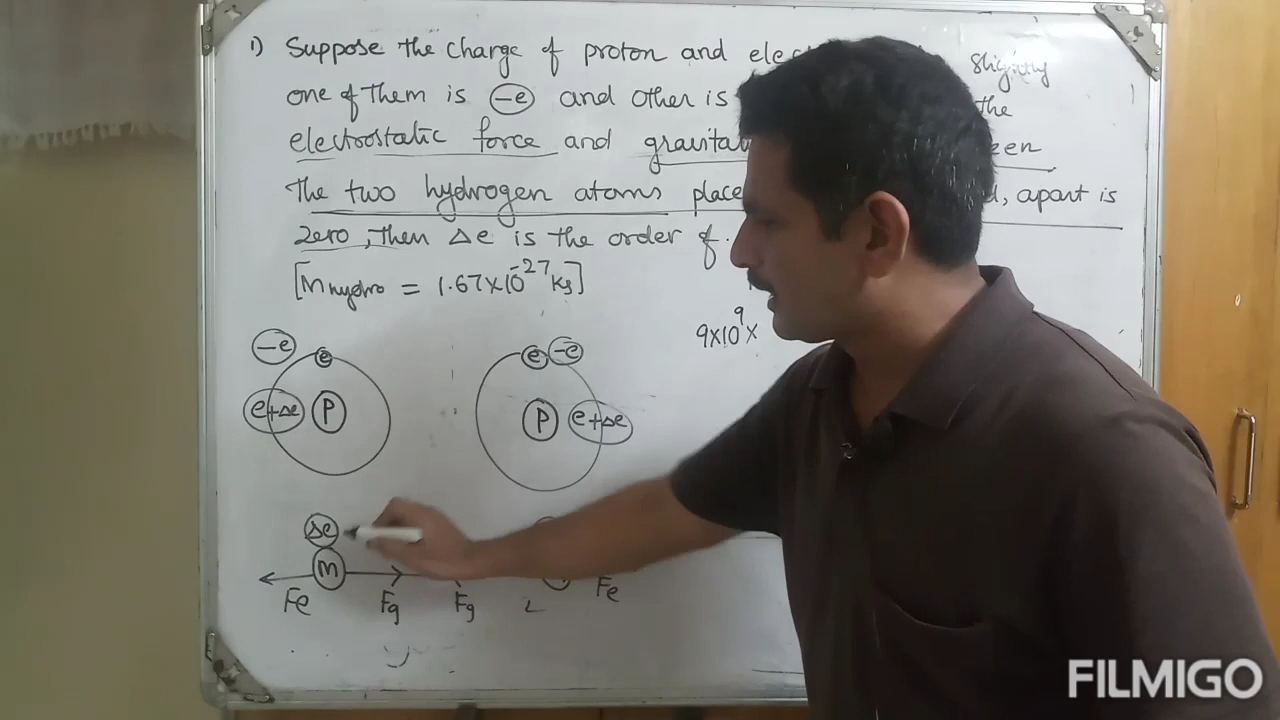 1) Suppose the charge of proton and elect slightly
one of them is -e and other is the
electrostatic force and gravita een
The two hydrogen atoms place d, apart is
zero, then Δe is the order of.
[Mhydro = 1.67×10⁻²⁷ kg]
9×10⁹×
-e e e -e
e+Δe P P e+Δe
Δe
m
Fe Fg Fg Fe
FILMIGO